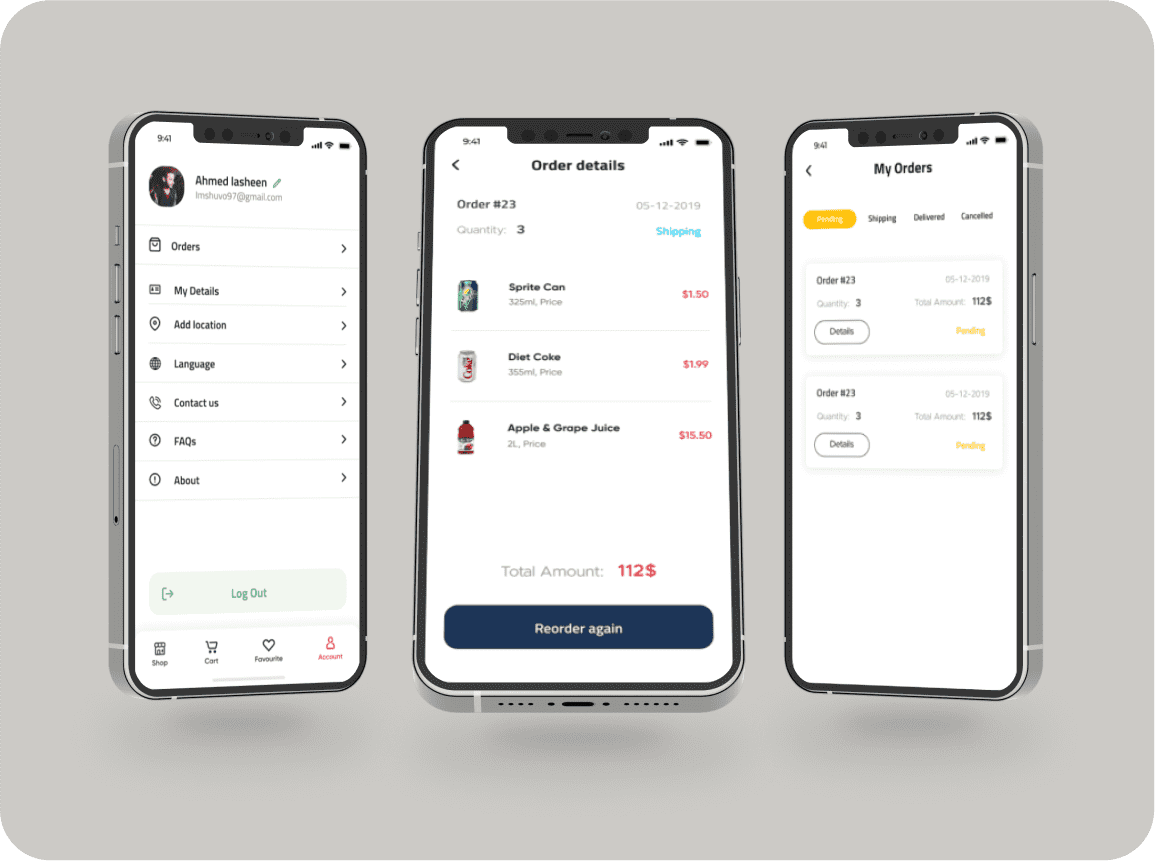 9:41
Ahmed lasheen
Imshuvo97@gmail.com
Orders
My Details
Add location
Language
Contact us
FAQs
About
Log Out
Shop
Cart
Favourite
Account
9:41
Order details
Order #23
05-12-2019
Quantity: 3
Shipping
Sprite Can
325ml, Price
$1.50
Diet Coke
355ml, Price
$1.99
Coke
Apple & Grape Juice
2L, Price
$15.50
Total Amount: 112$
Reorder again
9:41
My Orders
Pending Shipping Delivered Cancelled
Order #23
05-12-2019
Quantity: 3
Total Amount: 112$
Details
Pending
Order #23
05-12-2019
Quantity: 3
Total Amount: 112$
Details
Pending